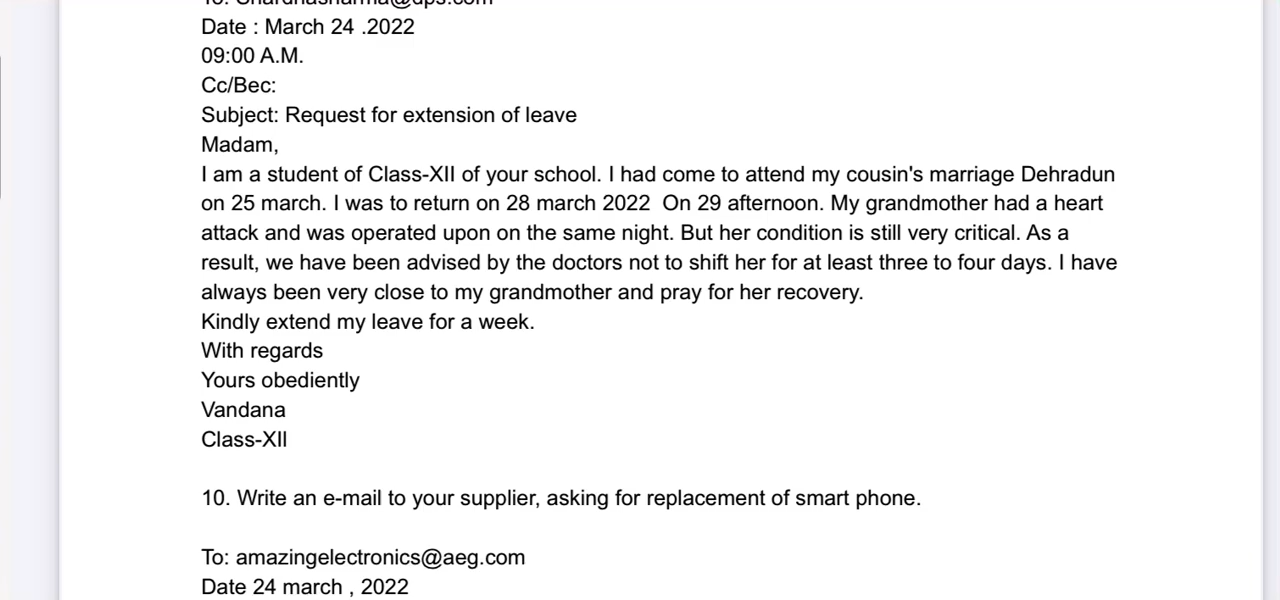 To: Shardhasharma@dps.com
Date : March 24 .2022
09:00 A.M.
Cc/Bec:
Subject: Request for extension of leave
Madam,
I am a student of Class-XII of your school. I had come to attend my cousin's marriage Dehradun
on 25 march. I was to return on 28 march 2022  On 29 afternoon. My grandmother had a heart
attack and was operated upon on the same night. But her condition is still very critical. As a
result, we have been advised by the doctors not to shift her for at least three to four days. I have
always been very close to my grandmother and pray for her recovery.
Kindly extend my leave for a week.
With regards
Yours obediently
Vandana
Class-XII
10. Write an e-mail to your supplier, asking for replacement of smart phone.
To: amazingelectronics@aeg.com
Date 24 march , 2022